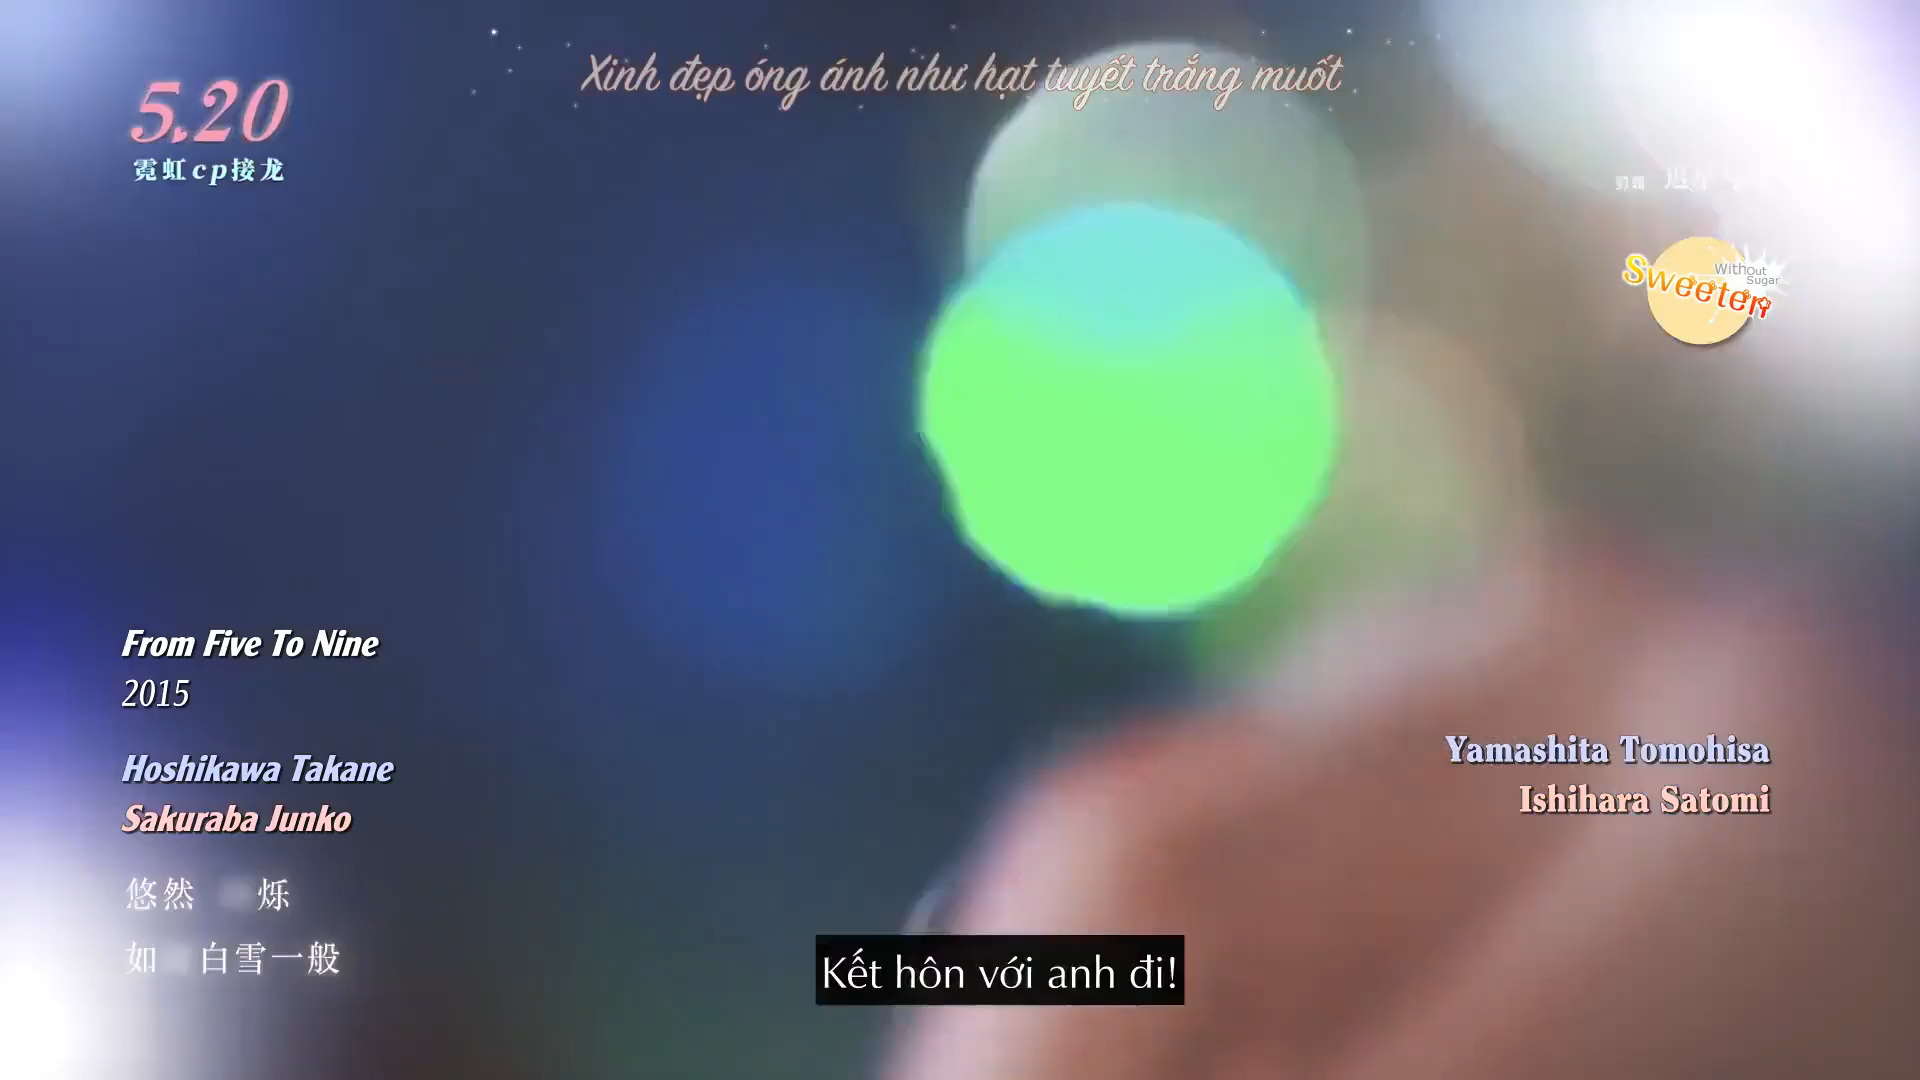 Xinh đẹp óng ánh như hạt tuyết trắng muốt
5.20
霓虹cp接龙
Sweeten
Without
Sugar
From Five To Nine
2015
Hoshikawa Takane
Sakuraba Junko
Yamashita Tomohisa
Ishihara Satomi
悠然 烁
如 白雪一般
Kết hôn với anh đi!